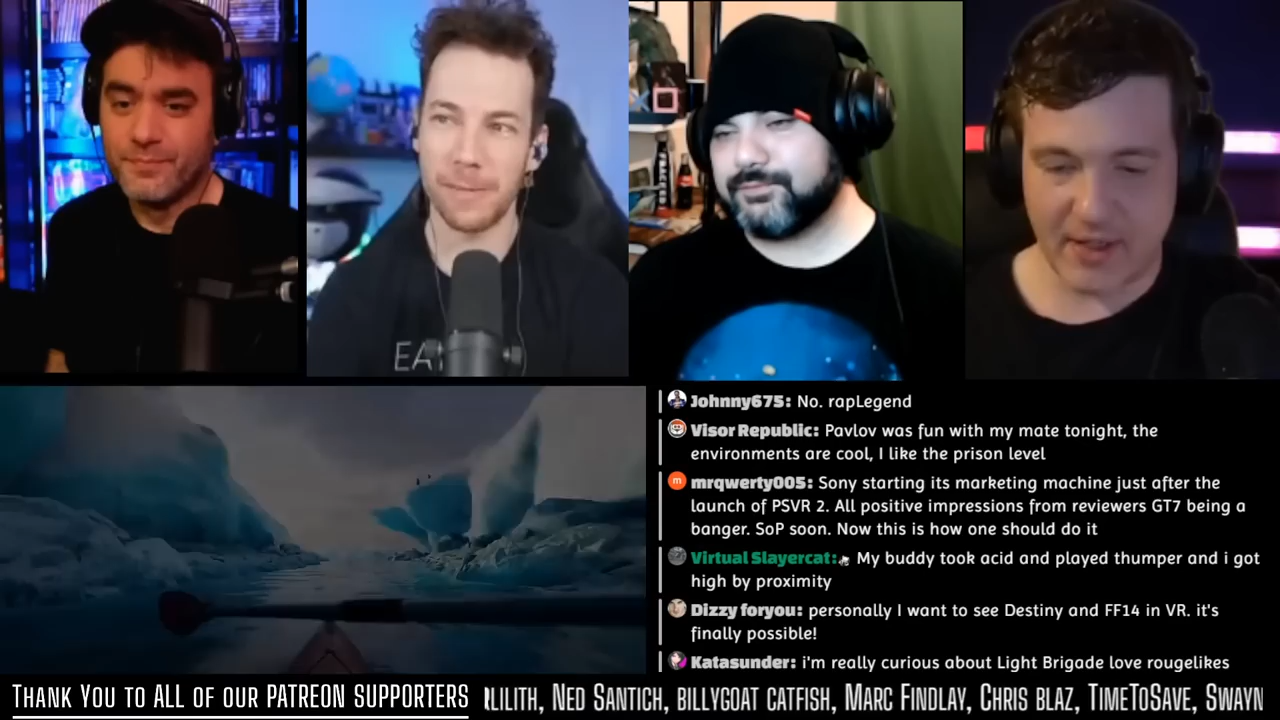 EA
Johnny675: No. rapLegend
Visor Republic: Pavlov was fun with my mate tonight, the
environments are cool, I like the prison level
m mrqwerty005: Sony starting its marketing machine just after the
launch of PSVR 2. All positive impressions from reviewers GT7 being a
banger. SoP soon. Now this is how one should do it
Virtual Slayercat: My buddy took acid and played thumper and i got
high by proximity
Dizzy foryou: personally I want to see Destiny and FF14 in VR. it's
finally possible!
Katasunder: i'm really curious about Light Brigade love rougelikes
Thank You to ALL of our PATREON SUPPORTERS RLILITH, Ned Santich, billygoat catfish, Marc Findlay, Chris blaz, TimeToSave, Swayn